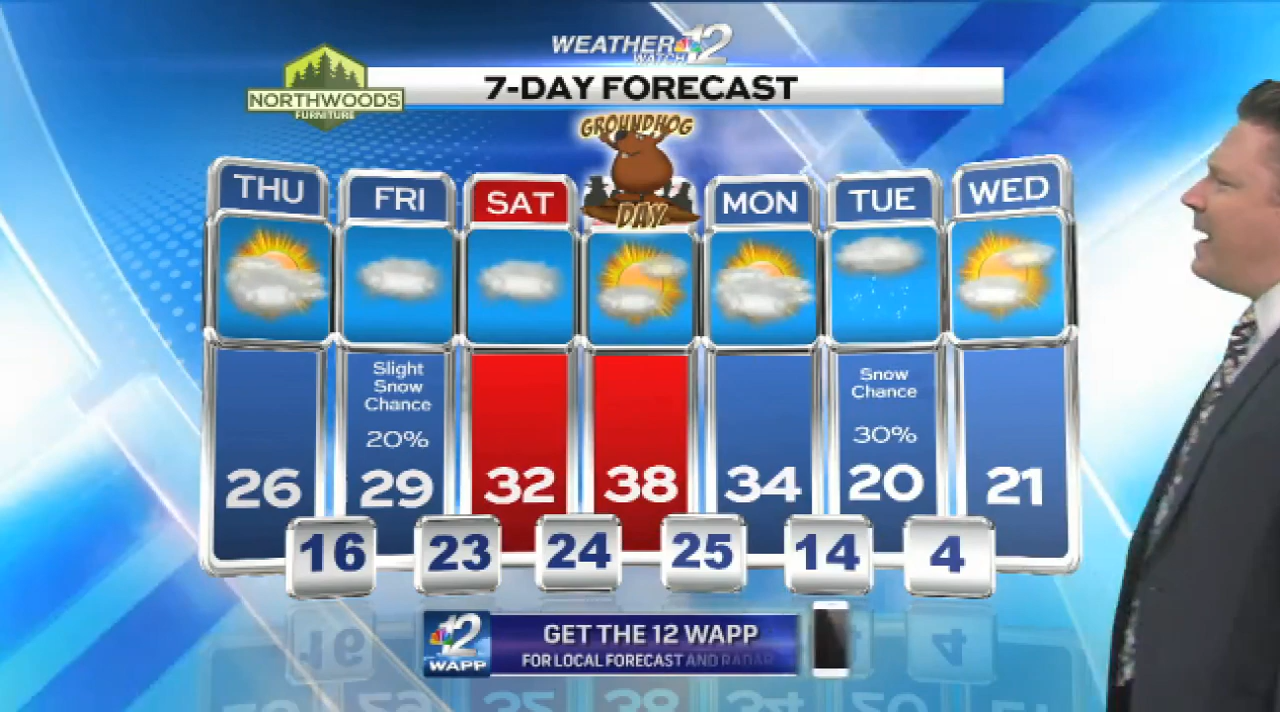 WEATHER 12
WATCH
7-DAY FORECAST
NORTHWOODS
FURNITURE
GROUNDHOG
DAY
THU
FRI
SAT
MON
TUE
WED
Slight
Snow
Chance
20%
Snow
Chance
30%
26
29
32
38
34
20
21
16
23
24
25
14
4
12
WAPP
GET THE 12 WAPP
FOR LOCAL FORECAST AND RADAR